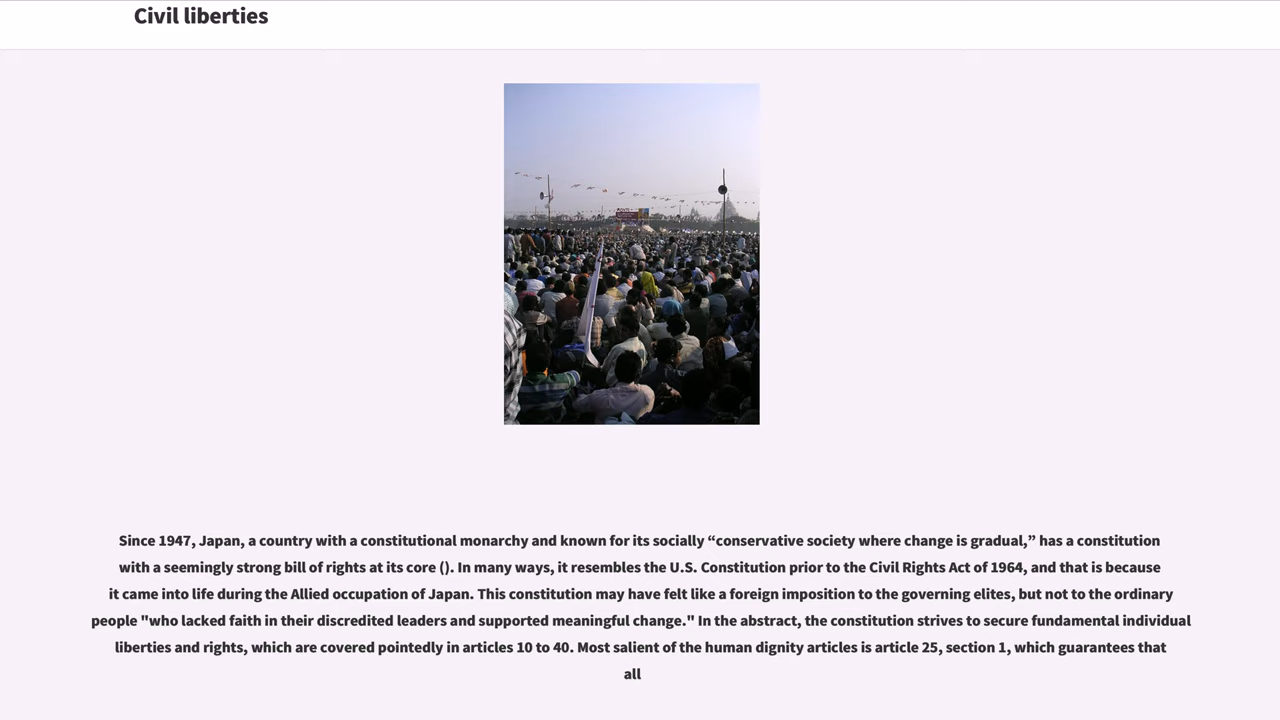 Civil liberties
Since 1947, Japan, a country with a constitutional monarchy and known for its socially “conservative society where change is gradual,” has a constitution
with a seemingly strong bill of rights at its core (). In many ways, it resembles the U.S. Constitution prior to the Civil Rights Act of 1964, and that is because
it came into life during the Allied occupation of Japan. This constitution may have felt like a foreign imposition to the governing elites, but not to the ordinary
people "who lacked faith in their discredited leaders and supported meaningful change." In the abstract, the constitution strives to secure fundamental individual
liberties and rights, which are covered pointedly in articles 10 to 40. Most salient of the human dignity articles is article 25, section 1, which guarantees that
all